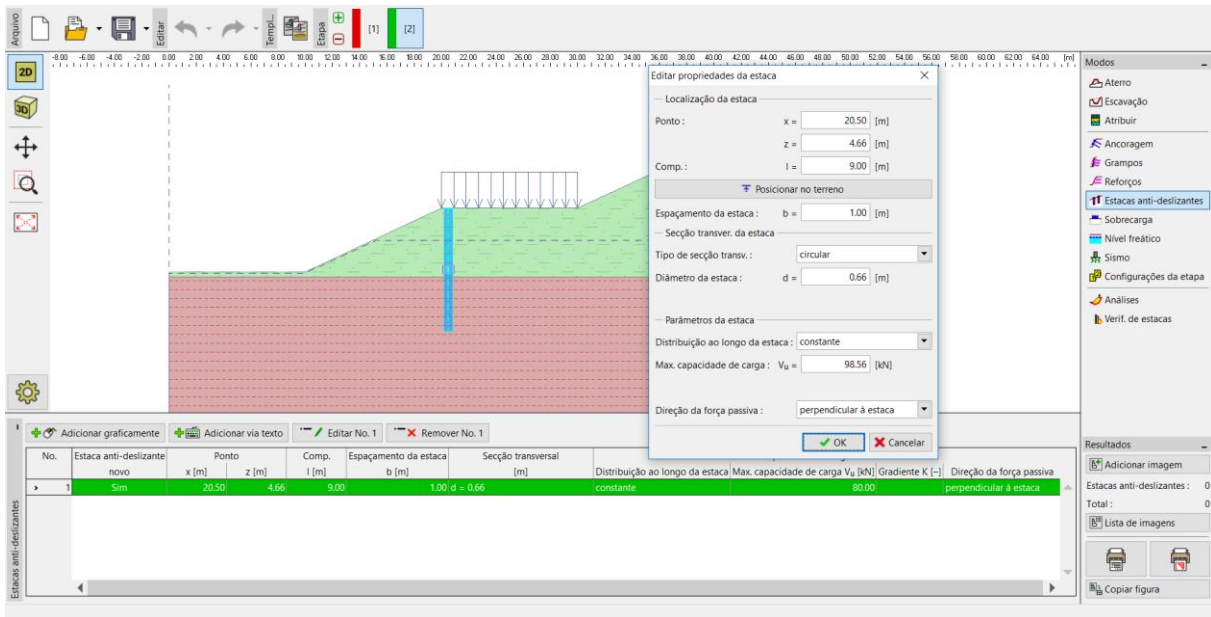 Arquivo
Editar
Templ...
Etapa
[1]
[2]
-8.00 -6.00 -4.00 -2.00 0.00 2.00 4.00 6.00 8.00 10.00 12.00 14.00 16.00 18.00 20.00 22.00 24.00 26.00 28.00 30.00 32.00 34.00 36.00 38.00 40.00 42.00 44.00 46.00 48.00 50.00 52.00 54.00 56.00 58.00 60.00 62.00 64.00 [m]
2D
3D
Editar propriedades da estaca
Localização da estaca
Ponto : x = 20.50 [m]
z = 4.66 [m]
Comp. : l = 9.00 [m]
Posicionar no terreno
Espaçamento da estaca : b = 1.00 [m]
Secção transver. da estaca
Tipo de secção transv. : circular
Diâmetro da estaca : d = 0.66 [m]
Parâmetros da estaca
Distribuição ao longo da estaca : constante
Max. capacidade de carga : Vu = 98.56 [kN]
Direção da força passiva : perpendicular à estaca
OK Cancelar
Modos
Aterro
Escavação
Atribuir
Ancoragem
Grampos
Reforços
Estacas anti-deslizantes
Sobrecarga
Nível freático
Sismo
Configurações da etapa
Análises
Verif. de estacas
Estacas anti-deslizantes
Adicionar graficamente Adicionar via texto Editar No. 1 Remover No. 1
No. Estaca anti-deslizante Ponto Comp. Espaçamento da estaca Secção transversal
novo x [m] z [m] l [m] b [m] [m] Distribuição ao longo da estaca Max. capacidade de carga Vu [kN] Gradiente K [–] Direção da força passiva
1 Sim 20.50 4.66 9.00 1.00 d = 0.66 constante 80.00 perpendicular à estaca
Resultados
Adicionar imagem
Estacas anti-deslizantes : 0
Total : 0
Lista de imagens
Copiar figura